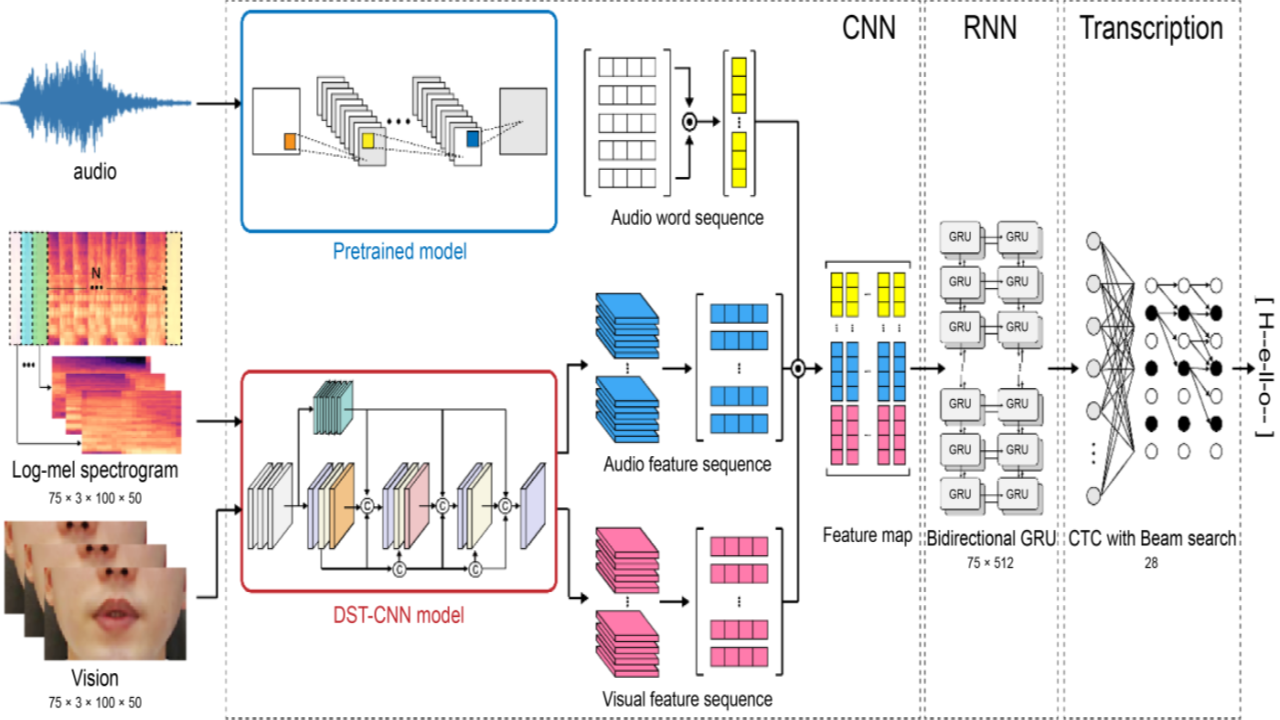 CNN
RNN
Transcription
audio
Pretrained model
Audio word sequence
N
Log-mel spectrogram
75 × 3 × 100 × 50
Vision
75 × 3 × 100 × 50
C
C
C
C
C
DST-CNN model
Audio feature sequence
Visual feature sequence
Feature map
GRU
GRU
GRU
GRU
GRU
GRU
GRU
GRU
GRU
GRU
GRU
GRU
Bidirectional GRU
75 × 512
CTC with Beam search
28
[ H--e-ll-o-- ]